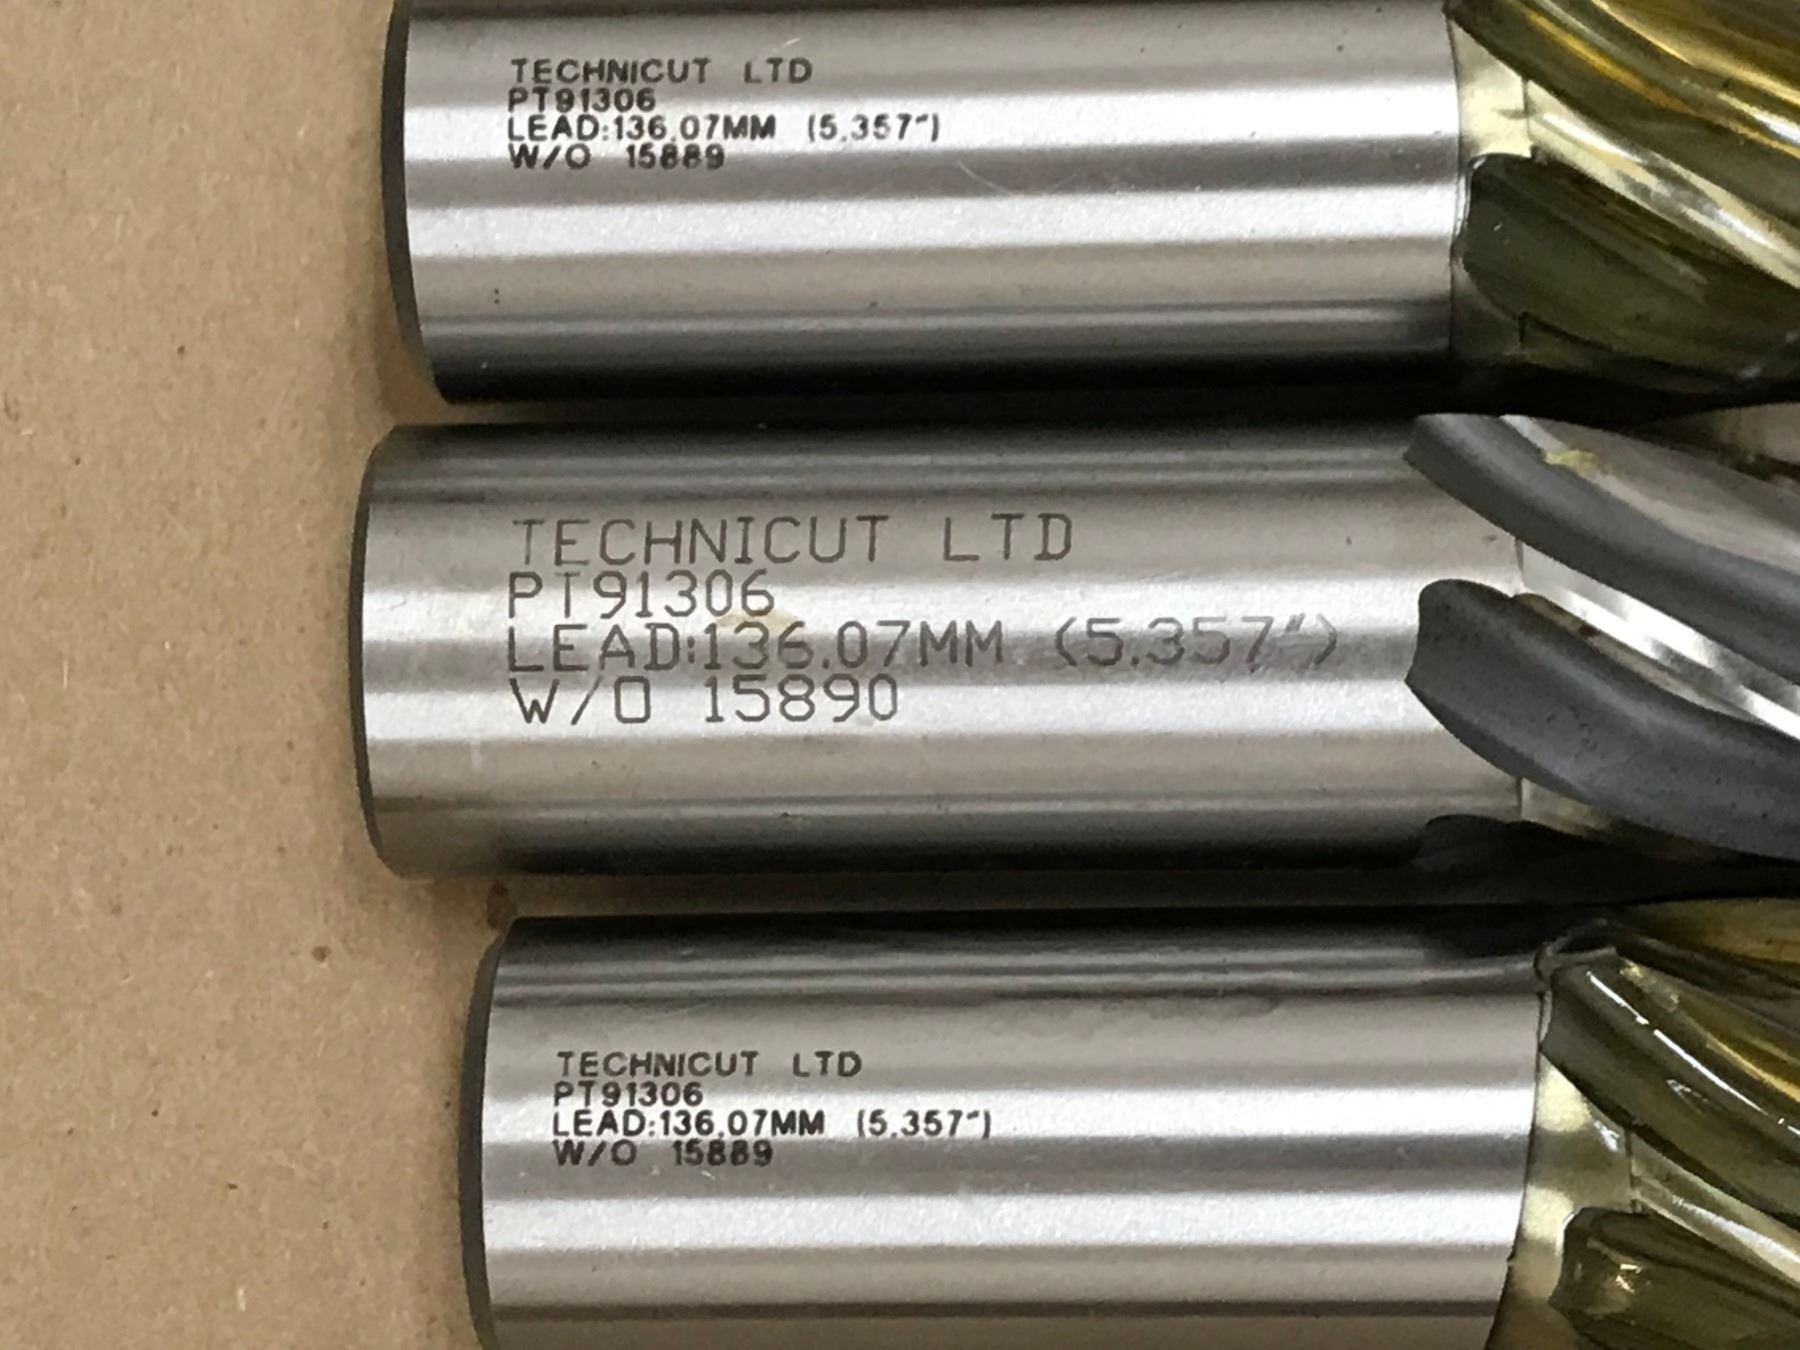 TECHNICUT LTD
PT91306
LEAD:136.07MM (5.357")
W/O 15889
TECHNICUT LTD
PT91306
LEAD:136.07MM (5.357")
W/O 15890
TECHNICUT LTD
PT91306
LEAD:136.07MM (5.357")
W/O 15889